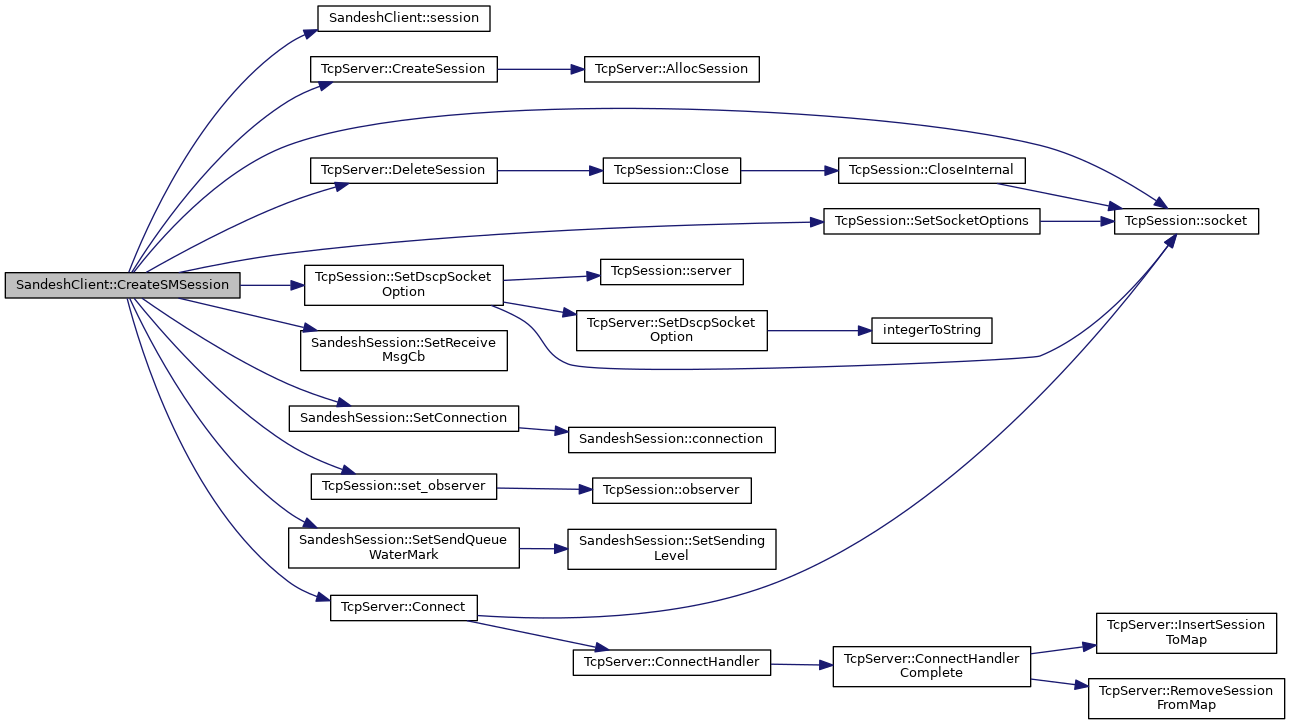 SandeshClient::session
TcpServer::CreateSession
TcpServer::AllocSession
TcpServer::DeleteSession
TcpSession::Close
TcpSession::CloseInternal
TcpSession::SetSocketOptions
TcpSession::socket
SandeshClient::CreateSMSession
TcpSession::SetDscpSocket
Option
TcpSession::server
TcpServer::SetDscpSocket
Option
integerToString
SandeshSession::SetReceive
MsgCb
SandeshSession::SetConnection
SandeshSession::connection
TcpSession::set_observer
TcpSession::observer
SandeshSession::SetSendQueue
WaterMark
SandeshSession::SetSending
Level
TcpServer::Connect
TcpServer::ConnectHandler
TcpServer::ConnectHandler
Complete
TcpServer::InsertSession
ToMap
TcpServer::RemoveSession
FromMap